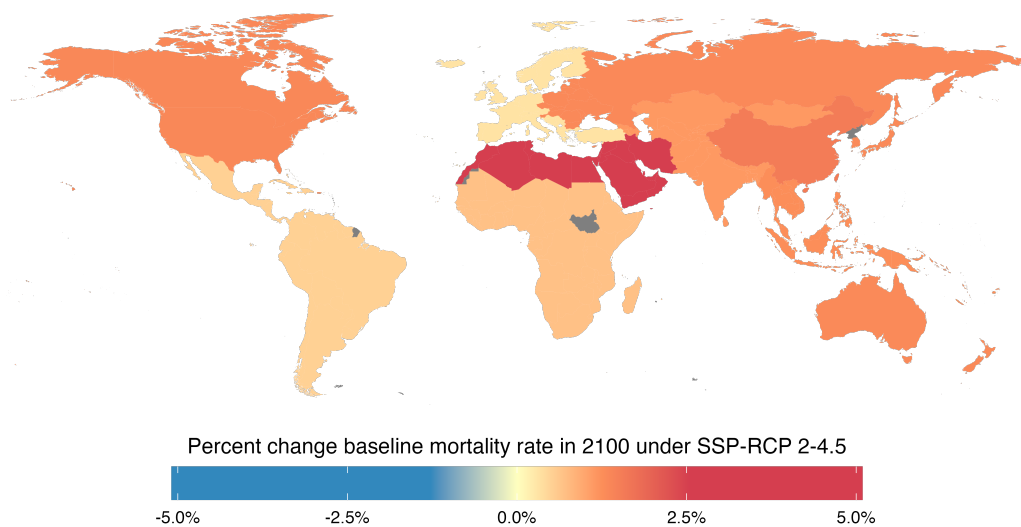 Percent change baseline mortality rate in 2100 under SSP-RCP 2-4.5
-5.0% -2.5% 0.0% 2.5% 5.0%